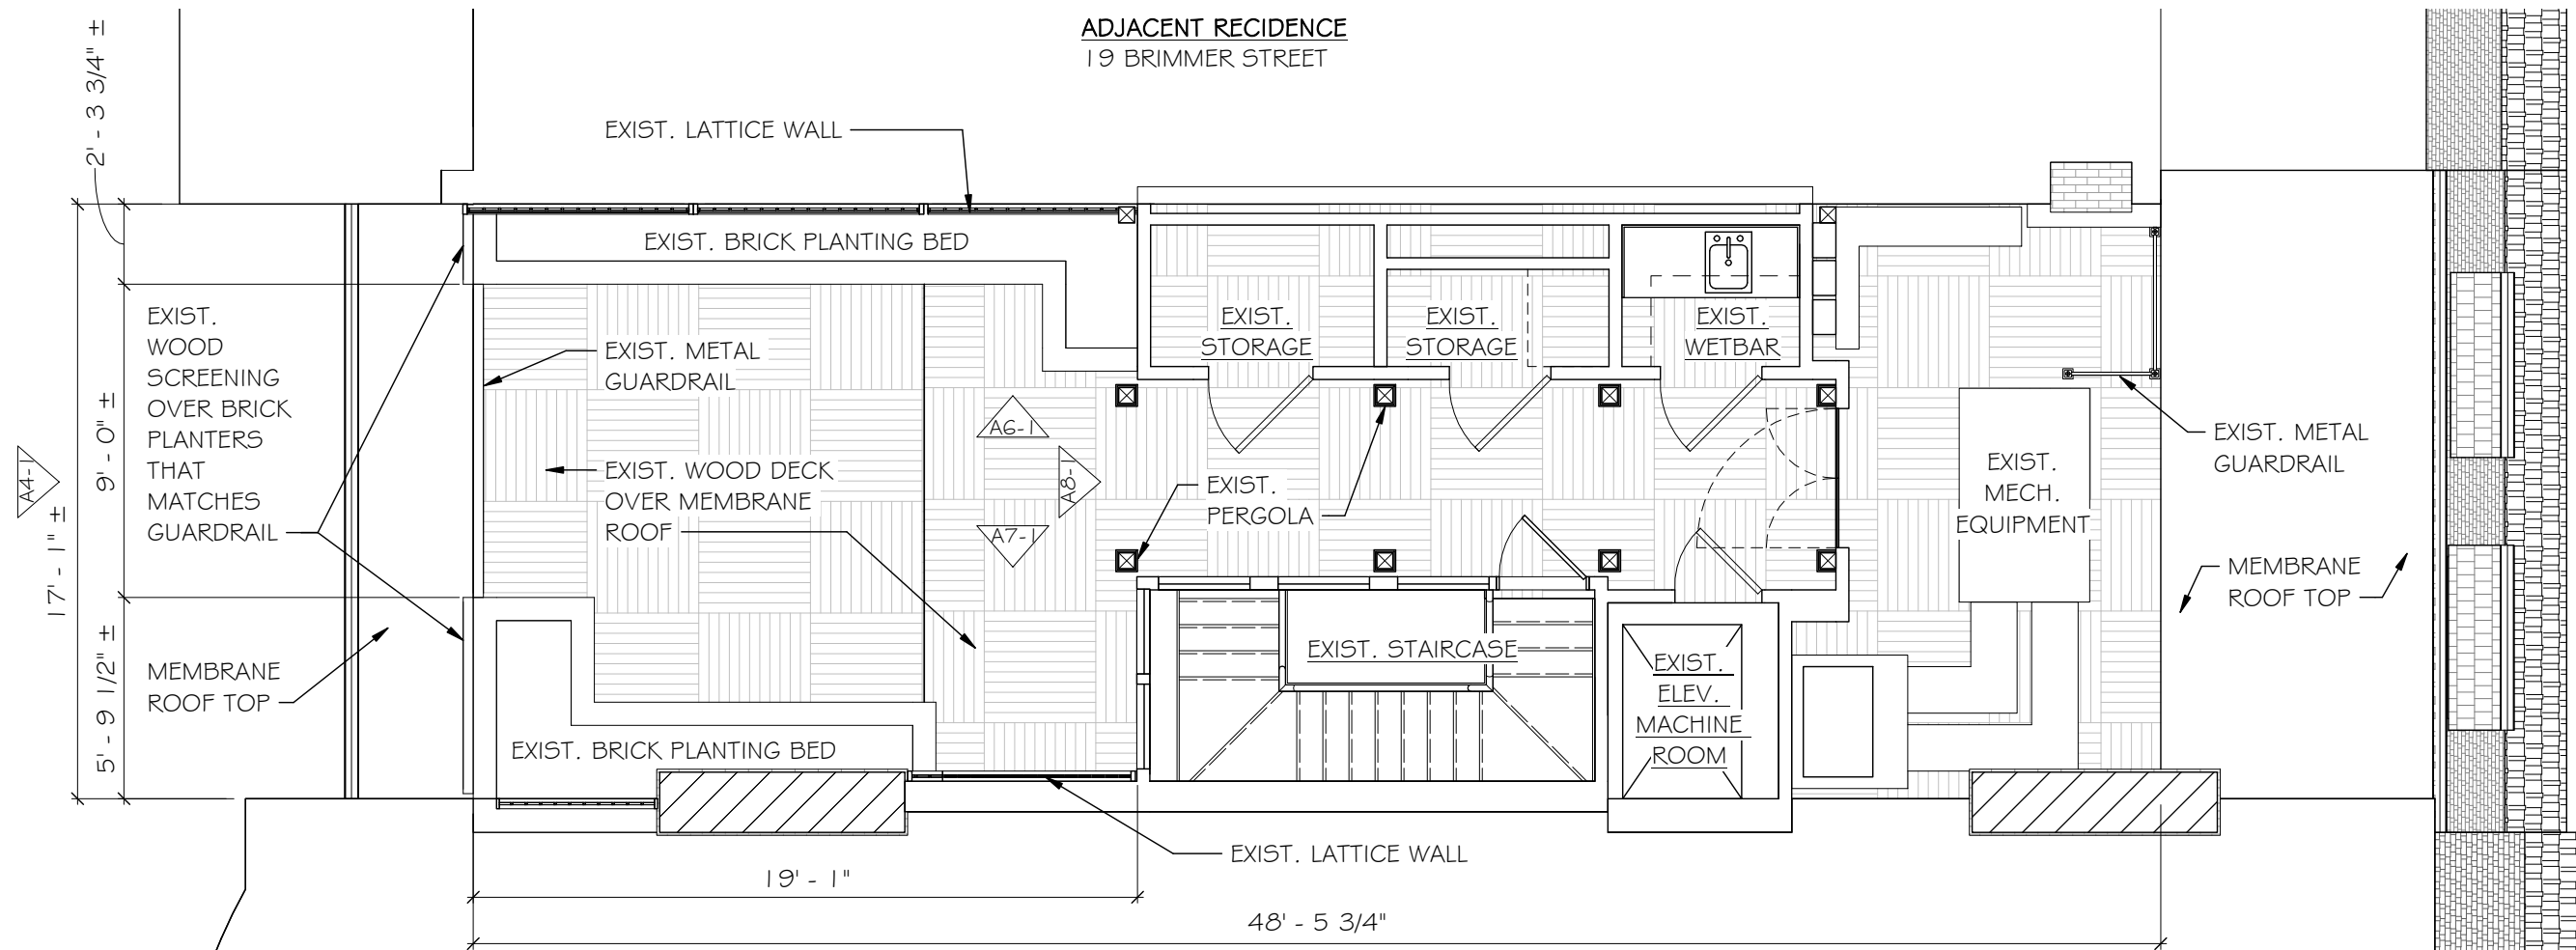 ADJACENT RECIDENCE
19 BRIMMER STREET
2' - 3 3/4" ±
EXIST. LATTICE WALL
EXIST. BRICK PLANTING BED
EXIST.
WOOD
SCREENING
OVER BRICK
PLANTERS
THAT
MATCHES
GUARDRAIL
EXIST. METAL
GUARDRAIL
EXIST.
STORAGE
EXIST.
STORAGE
EXIST.
WETBAR
9' - 0" ±
17' - 1" ±
A4-1
A6-1
A8-1
A7-1
EXIST. WOOD DECK
OVER MEMBRANE
ROOF
EXIST.
PERGOLA
EXIST.
MECH.
EQUIPMENT
EXIST. METAL
GUARDRAIL
MEMBRANE
ROOF TOP
5' - 9 1/2" ±
MEMBRANE
ROOF TOP
EXIST. STAIRCASE
EXIST.
ELEV.
MACHINE
ROOM
EXIST. BRICK PLANTING BED
EXIST. LATTICE WALL
19' - 1"
48' - 5 3/4"